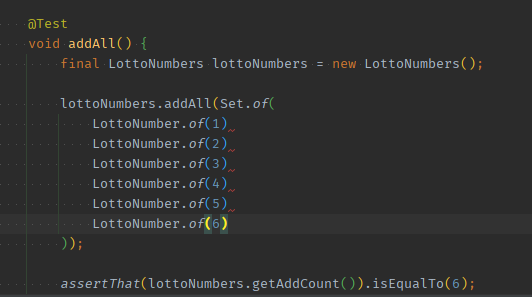 @Test
void addAll() {
    final LottoNumbers lottoNumbers = new LottoNumbers();
    lottoNumbers.addAll(Set.of(
        LottoNumber.of(1)
        LottoNumber.of(2)
        LottoNumber.of(3)
        LottoNumber.of(4)
        LottoNumber.of(5)
        LottoNumber.of(6)
    ));
    assertThat(lottoNumbers.getAddCount()).isEqualTo(6);